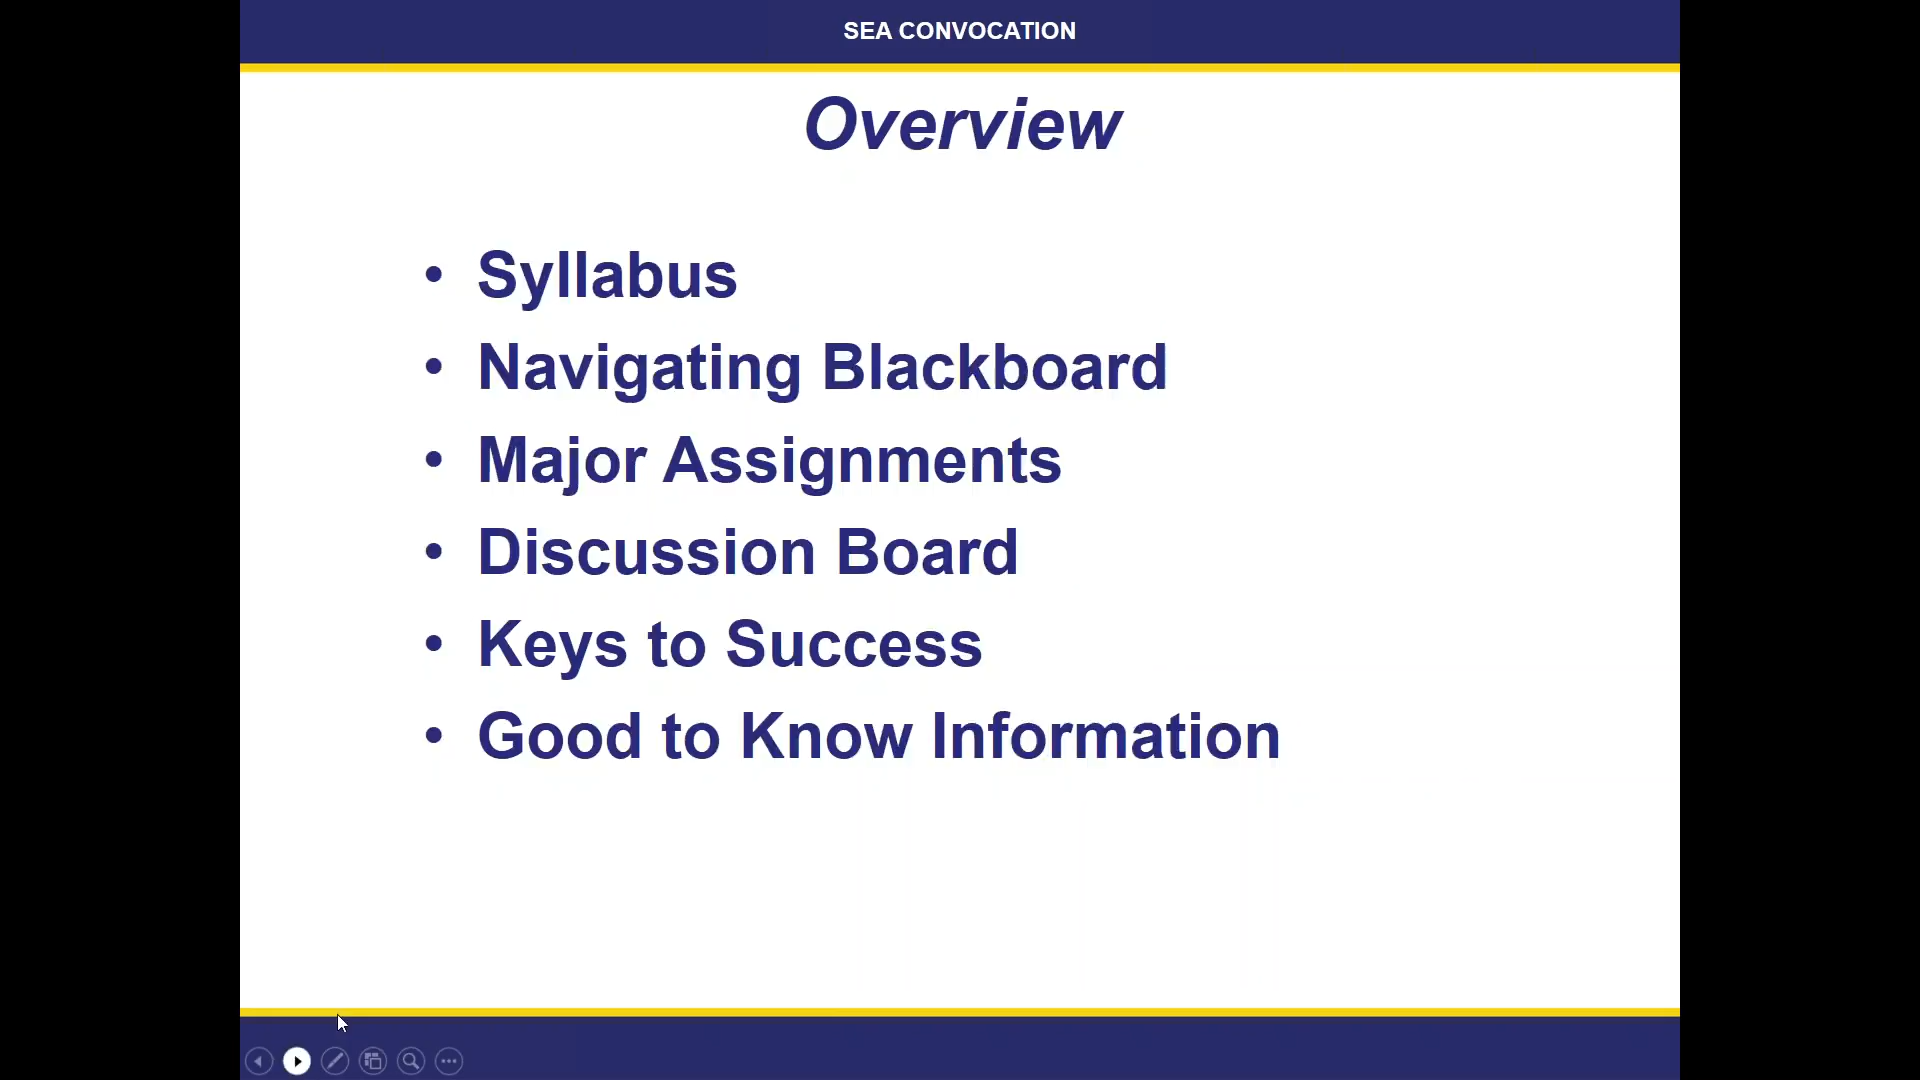 SEA CONVOCATION
Overview
• Syllabus
• Navigating Blackboard
• Major Assignments
• Discussion Board
• Keys to Success
• Good to Know Information